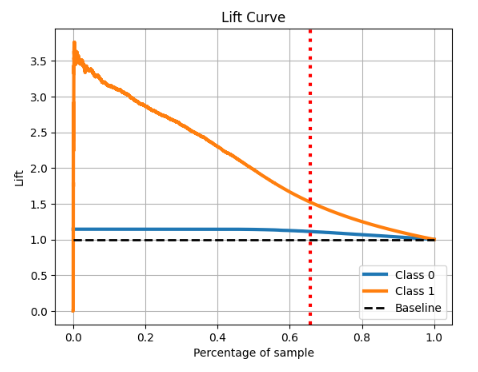 Lift Curve
Lift
3.5
3.0
2.5
2.0
1.5
1.0
0.5
0.0
0.0 0.2 0.4 0.6 0.8 1.0
Percentage of sample
Class 0
Class 1
Baseline